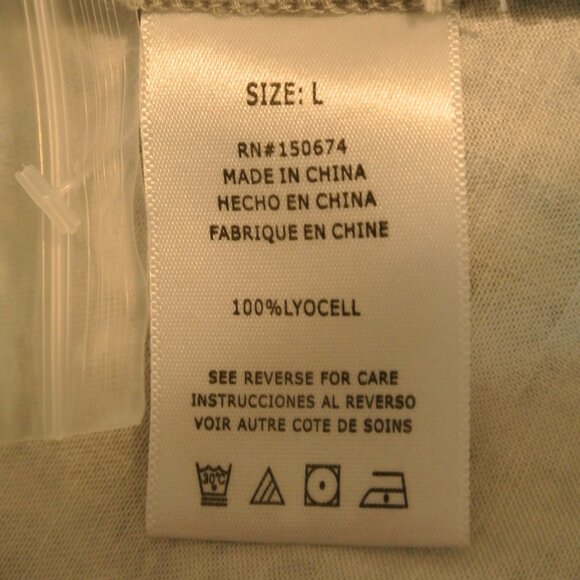 SIZE: L
RN#150674
MADE IN CHINA
HECHO EN CHINA
FABRIQUE EN CHINE
100%LYOCELL
SEE REVERSE FOR CARE
INSTRUCCIONES AL REVERSO
VOIR AUTRE COTE DE SOINS
30°C